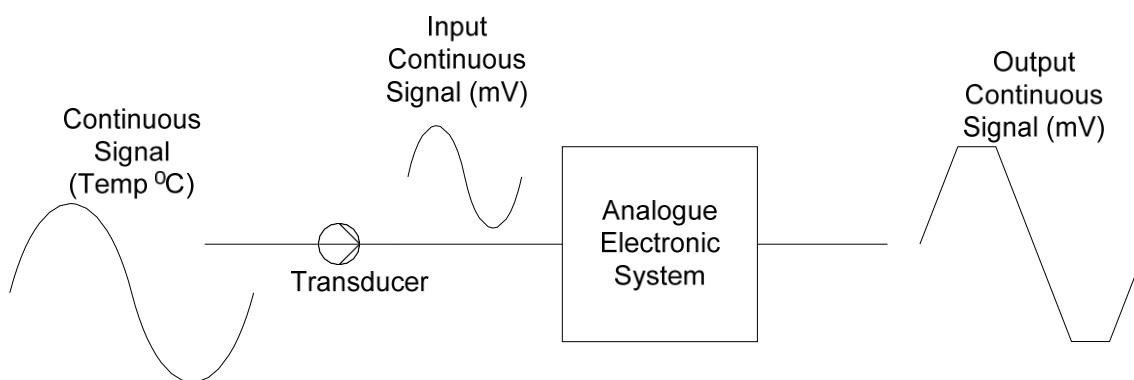 Continuous
Signal
(Temp ⁰C)
Transducer
Input
Continuous
Signal (mV)
Analogue
Electronic
System
Output
Continuous
Signal (mV)